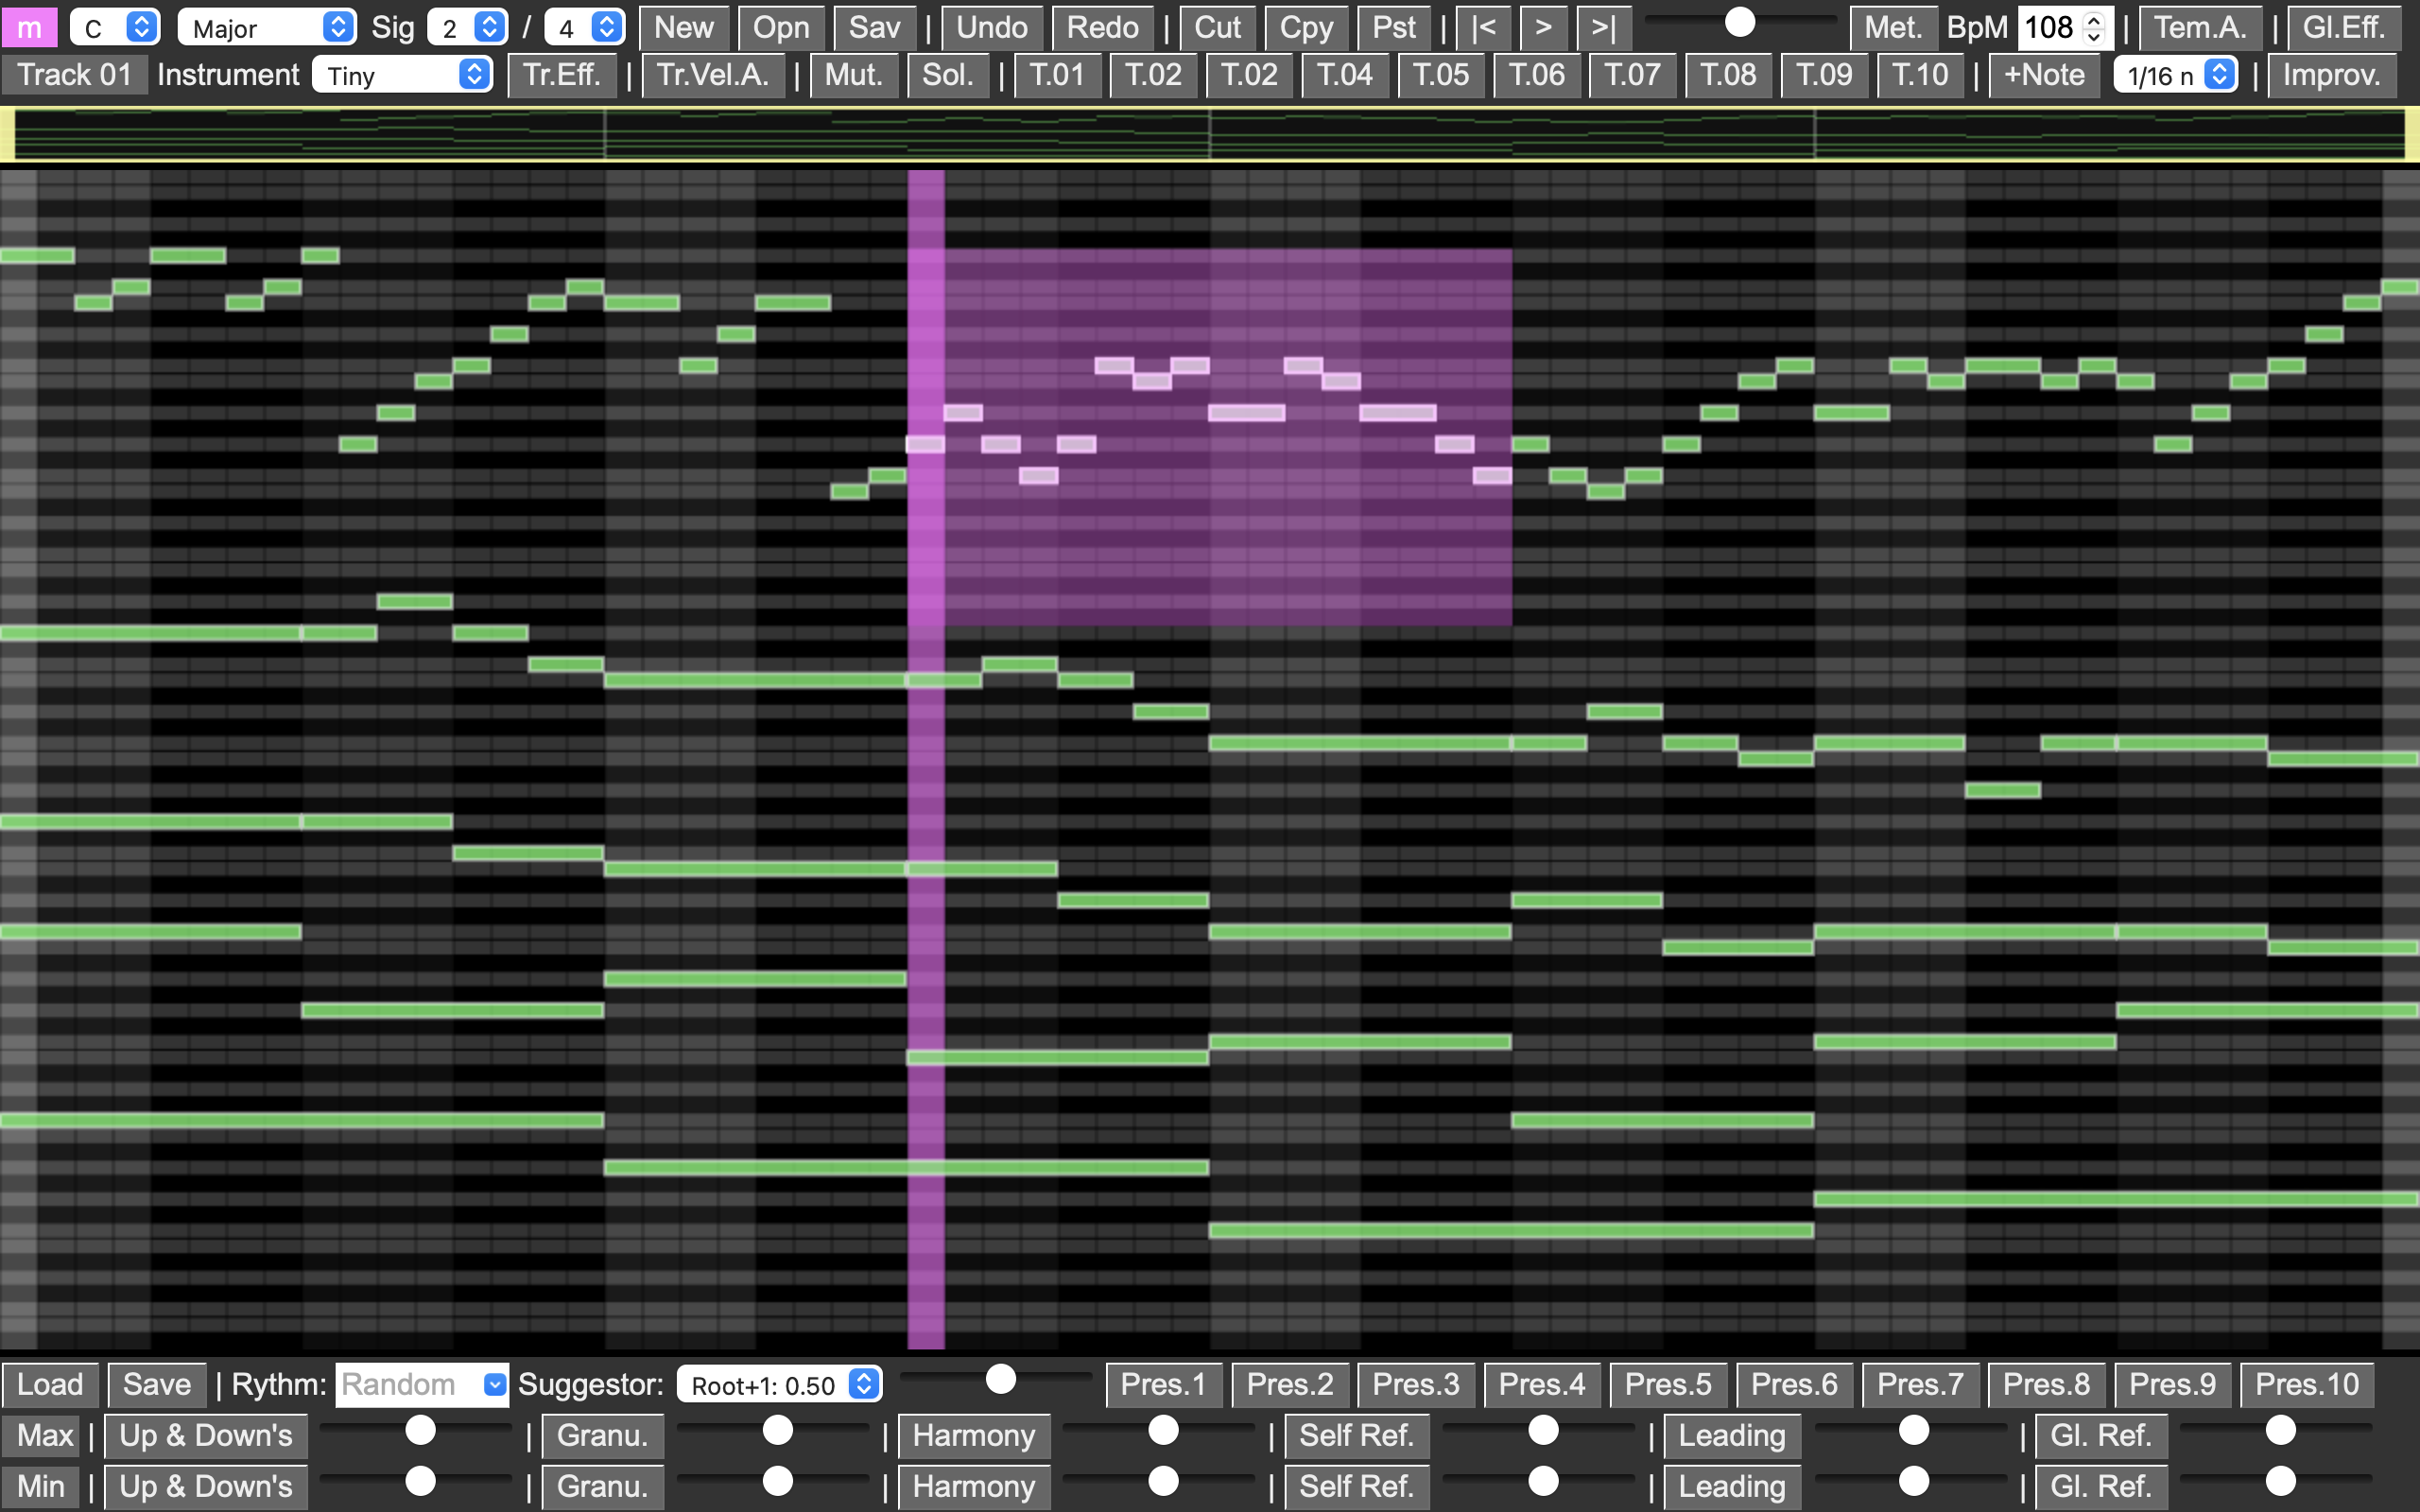 m C Major Sig 2 / 4 New Opn Sav | Undo Redo | Cut Cpy Pst | |< > >| Met. BpM 108 | Tem.A. | Gl.Eff.
Track 01 Instrument Tiny Tr.Eff. | Tr.Vel.A. | Mut. Sol. | T.01 T.02 T.02 T.04 T.05 T.06 T.07 T.08 T.09 T.10 | +Note 1/16 n | Improv.
Load Save | Rythm: Random Suggestor: Root+1: 0.50 Pres.1 Pres.2 Pres.3 Pres.4 Pres.5 Pres.6 Pres.7 Pres.8 Pres.9 Pres.10
Max | Up & Down's | Granu. | Harmony | Self Ref. | Leading | Gl. Ref.
Min | Up & Down's | Granu. | Harmony | Self Ref. | Leading | Gl. Ref.